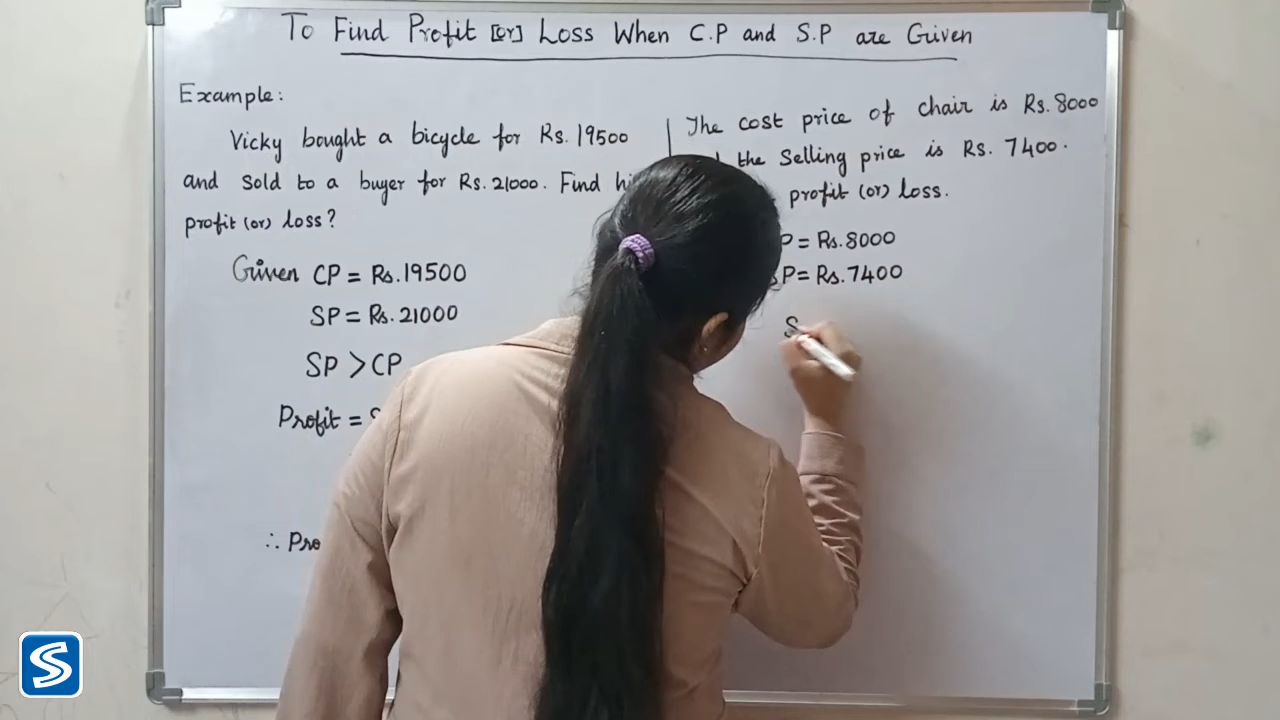 To Find Profit [or] Loss When C.P and S.P are Given
Example:
Vicky bought a bicycle for Rs. 19500
and sold to a buyer for Rs. 21000. Find
profit (or) loss?
Given CP = Rs. 19500
SP = Rs. 21000
SP > CP
Profit =
∴
The cost price of chair is Rs. 8000
the Selling price is Rs. 7400.
profit (or) loss.
P = Rs. 8000
SP = Rs. 7400
S
S